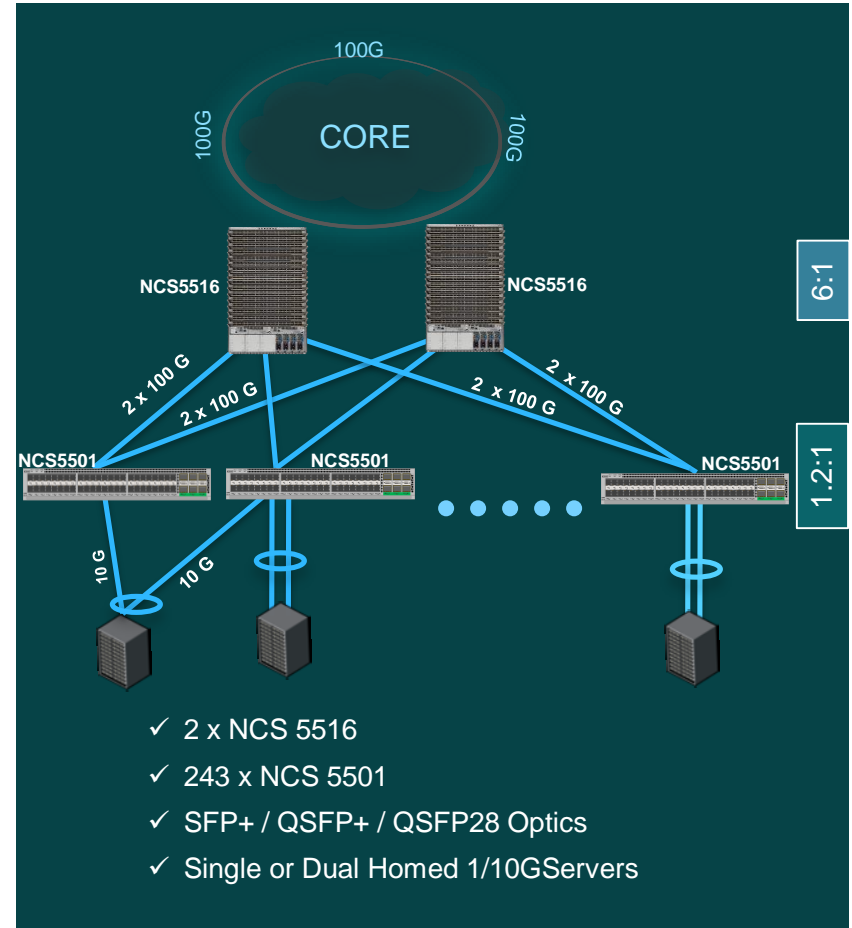 100G
100G
100G
CORE
NCS5516
NCS5516
6:1
2 x 100 G
2 x 100 G
2 x 100 G
2 x 100 G
NCS5501
NCS5501
NCS5501
1.2:1
10 G
10 G
✓ 2 x NCS 5516
✓ 243 x NCS 5501
✓ SFP+ / QSFP+ / QSFP28 Optics
✓ Single or Dual Homed 1/10GServers